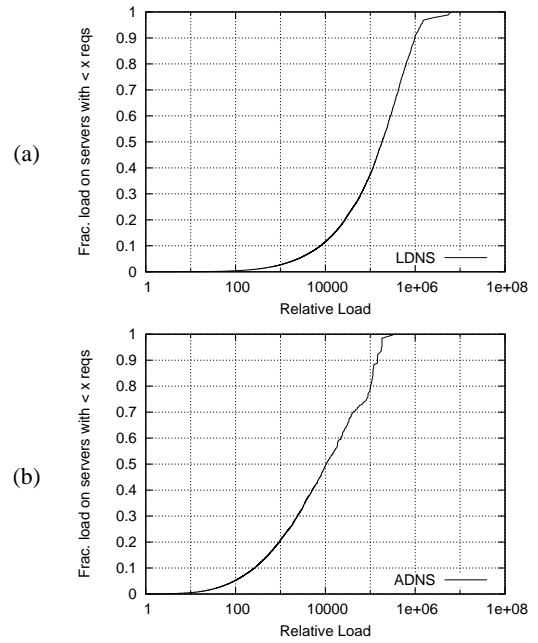 (a)
Frac. load on servers with < x reqs
1
0.9
0.8
0.7
0.6
0.5
0.4
0.3
0.2
0.1
0
LDNS
1 100 10000 1e+06 1e+08
Relative Load
(b)
Frac. load on servers with < x reqs
1
0.9
0.8
0.7
0.6
0.5
0.4
0.3
0.2
0.1
0
ADNS
1 100 10000 1e+06 1e+08
Relative Load